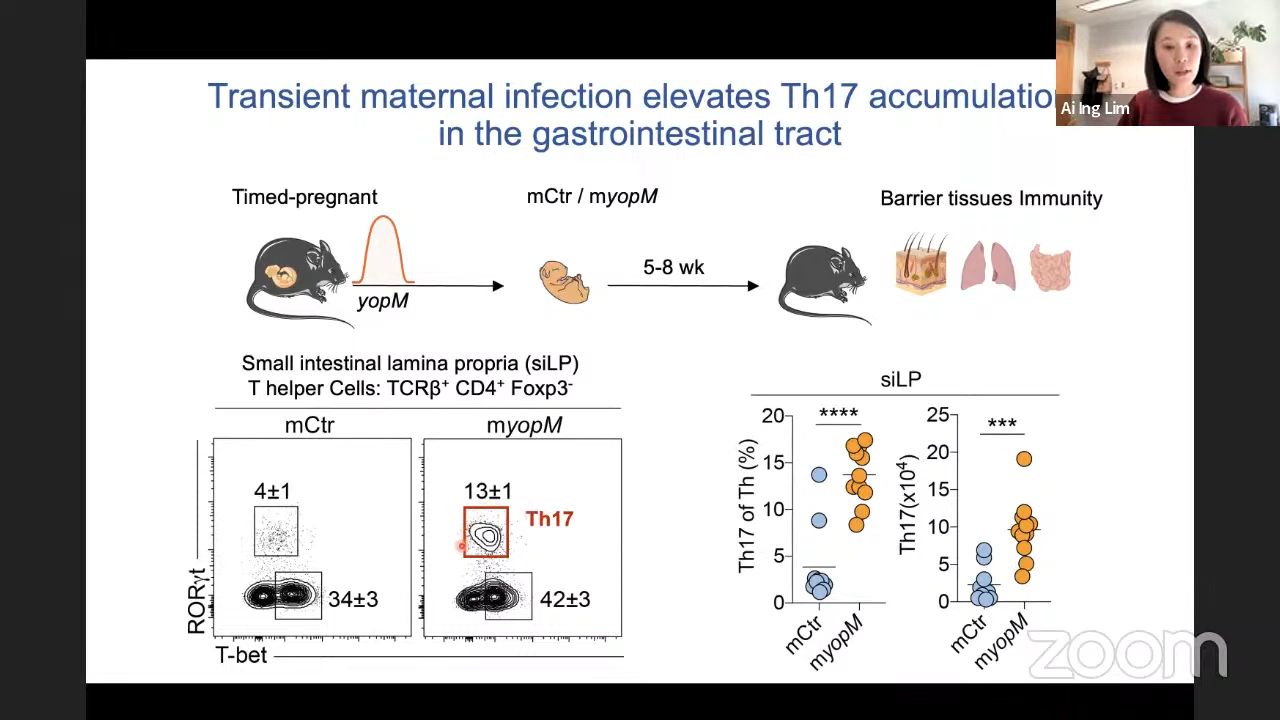 Transient maternal infection elevates Th17 accumulatio
in the gastrointestinal tract
Ai Ing Lim
Timed-pregnant
mCtr / myopM
Barrier tissues Immunity
5-8 wk
yopM
Small intestinal lamina propria (siLP)
T helper Cells: TCRβ⁺ CD4⁺ Foxp3⁻
mCtr
myopM
4±1
13±1
Th17
34±3
42±3
RORγt
T-bet
siLP
Th17 of Th (%)
20
15
10
5
0
****
mCtr
myopM
Th17(x10⁴)
25
20
15
10
5
0
***
mCtr
myopM
zoom